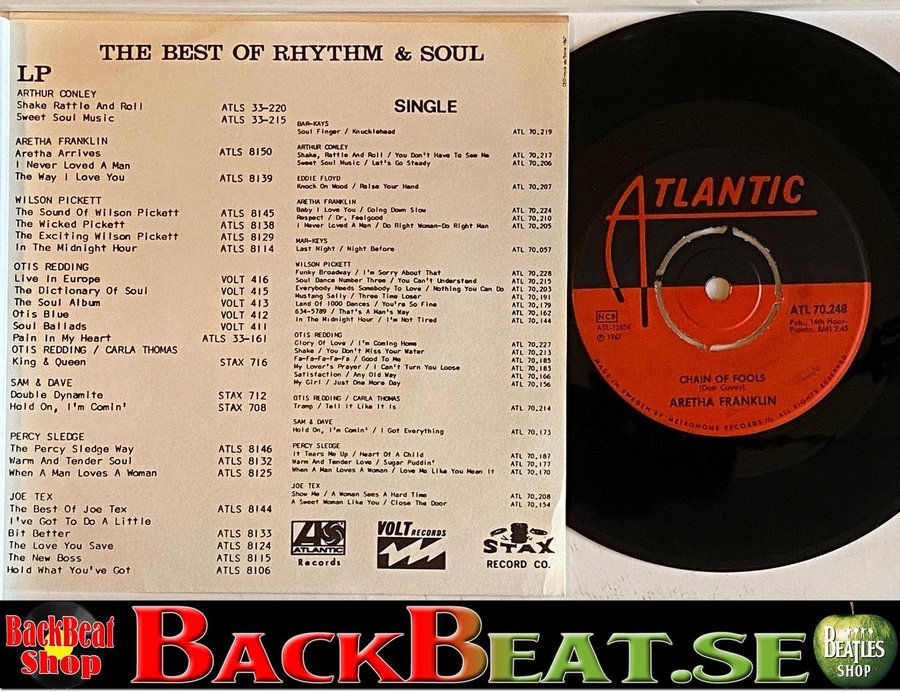 THE BEST OF RHYTHM & SOUL
LP
ARTHUR CONLEY
Shake Rattle And Roll ATLS 33-220
Sweet Soul Music ATLS 33-215
ARETHA FRANKLIN
Aretha Arrives ATLS 8150
I Never Loved A Man
The Way I Love You ATLS 8139
WILSON PICKETT
The Sound Of Wilson Pickett ATLS 8145
The Wicked Pickett ATLS 8138
The Exciting Wilson Pickett ATLS 8129
In The Midnight Hour ATLS 8114
OTIS REDDING
Live In Europe VOLT 416
The Dictionary Of Soul VOLT 415
The Soul Album VOLT 413
Otis Blue VOLT 412
Soul Ballads VOLT 411
Pain In My Heart ATLS 33-161
OTIS REDDING / CARLA THOMAS
King & Queen STAX 716
SAM & DAVE
Double Dynamite STAX 712
Hold On, I'm Comin' STAX 708
PERCY SLEDGE
The Percy Sledge Way ATLS 8146
Warm And Tender Soul ATLS 8132
When A Man Loves A Woman ATLS 8125
JOE TEX
The Best Of Joe Tex ATLS 8144
I've Got To Do A Little
Bit Better ATLS 8133
The Love You Save ATLS 8124
The New Boss ATLS 8115
Hold What You've Got ATLS 8106
SINGLE
BAR-KAYS
Soul Finger / Knucklehead ATL 70.219
ARTHUR CONLEY
Shake, Rattle And Roll / You Don't Have To See Me ATL 70.217
Sweet Soul Music / Let's Go Steady ATL 70.206
EDDIE FLOYD
Knock On Wood / Raise Your Hand ATL 70.207
ARETHA FRANKLIN
Baby I Love You / Going Down Slow ATL 70.224
Respect / Dr. Feelgood ATL 70.210
I Never Loved A Man / Do Right Woman-Do Right Man ATL 70.205
MAR-KEYS
Last Night / Night Before ATL 70.057
WILSON PICKETT
Funky Broadway / I'm Sorry About That ATL 70.228
Soul Dance Number Three / You Can't Understand ATL 70.215
Everybody Needs Somebody To Love / Nothing You Can Do ATL 70.203
Mustang Sally / Three Time Loser ATL 70.191
Land Of 1000 Dances / You're So Fine ATL 70.179
634-5789 / That's A Man's Way ATL 70.162
In The Midnight Hour / I'm Not Tired ATL 70.144
OTIS REDDING
Glory Of Love / I'm Coming Home ATL 70.227
Shake / You Don't Miss Your Water ATL 70.213
Fa-Fa-Fa-Fa-Fa / Good To Me ATL 70.185
My Lover's Prayer / I Can't Turn You Loose ATL 70.183
Satisfaction / Any Old Way ATL 70.166
My Girl / Just One More Day ATL 70.156
OTIS REDDING / CARLA THOMAS
Tramp / Tell It Like It Is ATL 70.214
SAM & DAVE
Hold On, I'm Comin' / I Got Everything ATL 70.173
PERCY SLEDGE
It Tears Me Up / Heart Of A Child ATL 70.187
Warm And Tender Love / Sugar Puddin' ATL 70.177
When A Man Loves A Woman / Love Me Like You Mean It ATL 70.170
JOE TEX
Show Me / A Woman Sees A Hard Time ATL 70.208
A Sweet Woman Like You / Close The Door ATL 70.154
ATLANTIC
Records
VOLT RECORDS
STAX
RECORD CO.
ATLANTIC
NCB
ATL-12654
℗ 1967
ATL 70.248
Pub., 14th Hour-
Pronto, BMI 2.45
CHAIN OF FOOLS
(Don Covay)
ARETHA FRANKLIN
MADE IN SWEDEN BY METRONOME RECORDS ALL RIGHTS RESERVED
BackBeat
Shop
BACKBEAT.SE
BEATLES
SHOP